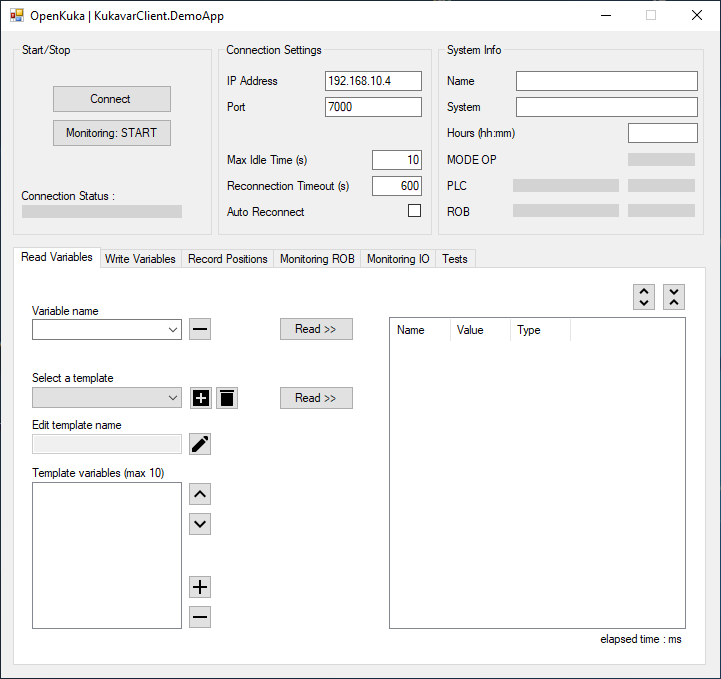 OpenKuka | KukavarClient.DemoApp
Start/Stop
Connect
Monitoring: START
Connection Status :
Connection Settings
IP Address
192.168.10.4
Port
7000
Max Idle Time (s)
10
Reconnection Timeout (s)
600
Auto Reconnect
System Info
Name
System
Hours (hh:mm)
MODE OP
PLC
ROB
Read Variables
Write Variables
Record Positions
Monitoring ROB
Monitoring IO
Tests
Variable name
Read >>
Select a template
Read >>
Edit template name
Template variables (max 10)
Name
Value
Type
elapsed time : ms